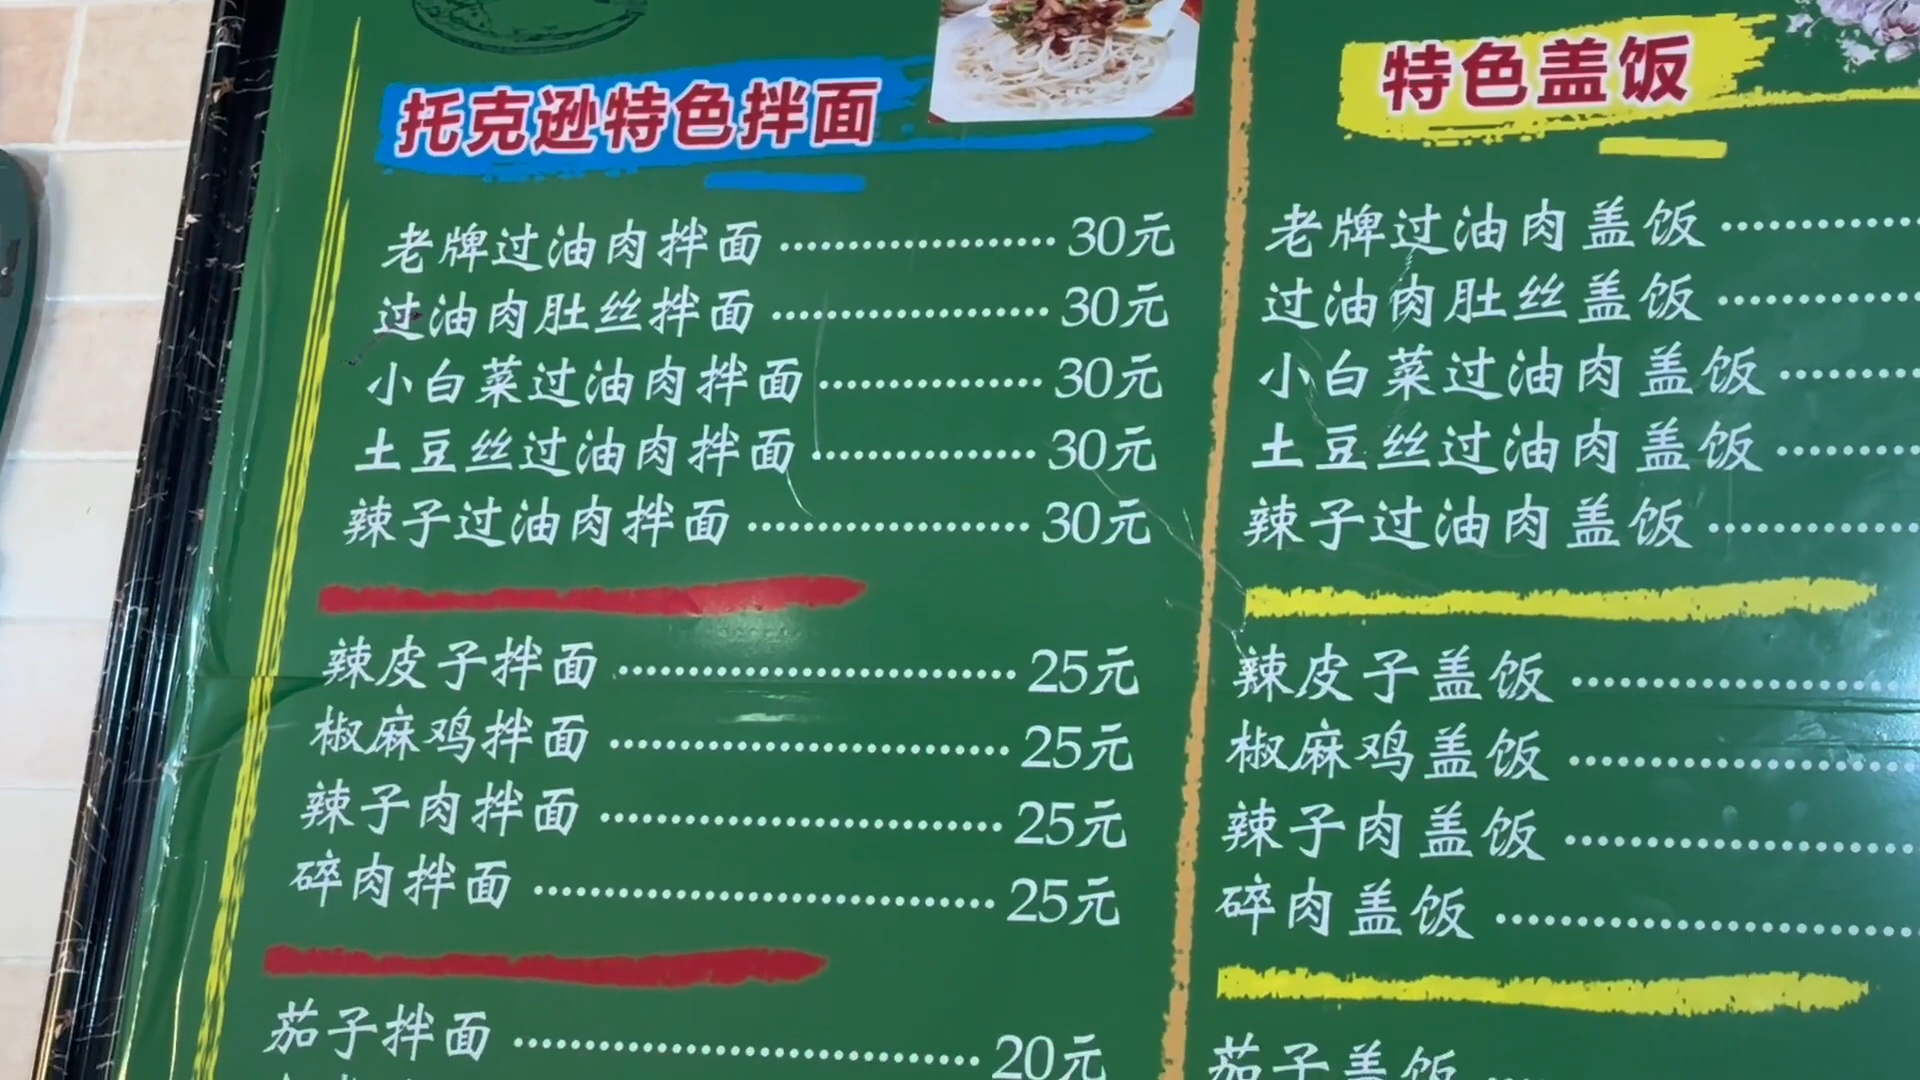 托克逊特色拌面
老牌过油肉拌面 30元
过油肉肚丝拌面 30元
小白菜过油肉拌面 30元
土豆丝过油肉拌面 30元
辣子过油肉拌面 30元
辣皮子拌面 25元
椒麻鸡拌面 25元
辣子肉拌面 25元
碎肉拌面 25元
茄子拌面 20元
特色盖饭
老牌过油肉盖饭
过油肉肚丝盖饭
小白菜过油肉盖饭
土豆丝过油肉盖饭
辣子过油肉盖饭
辣皮子盖饭
椒麻鸡盖饭
辣子肉盖饭
碎肉盖饭
茄子盖饭